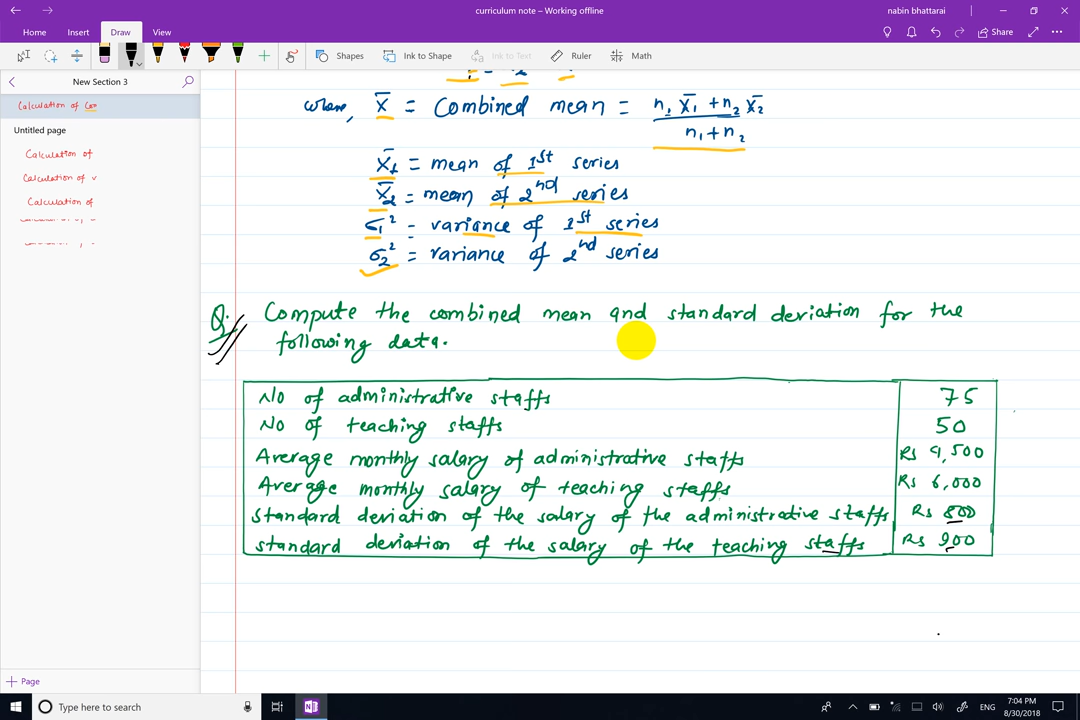 curriculum note – Working offline
nabin bhattarai
Home Insert Draw View
Share
Shapes Ink to Shape Ink to Text Ruler Math
New Section 3
Calculation of Com
Untitled page
Calculation of
Calculation of v
Calculation of
where, X̄ = Combined mean = n₁ X̄₁ + n₂ X̄₂
n₁ + n₂
X̄₁ = mean of 1st series
X̄₂ = mean of 2nd series
σ₁² = variance of 1st series
σ₂² = variance of 2nd series
Q. Compute the combined mean and standard deviation for the
following data.
No of administrative staffs 75
No of teaching staffs 50
Average monthly salary of administrative staffs Rs 4,500
Average monthly salary of teaching staffs Rs 6,000
Standard deviation of the salary of the administrative staffs Rs 800
standard deviation of the salary of the teaching staffs Rs 900
+ Page
Type here to search
ENG
7:04 PM
8/30/2018